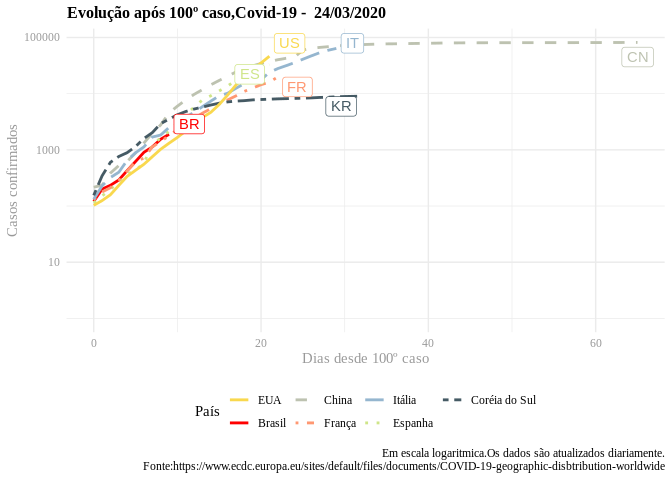 Evolução após 100º caso,Covid-19 - 24/03/2020
Casos confirmados
100000
1000
10
US
IT
CN
ES
FR
KR
BR
0
20
40
60
Dias desde 100º caso
País
EUA
China
Itália
Coréia do Sul
Brasil
França
Espanha
Em escala logaritmica.Os dados são atualizados diariamente.
Fonte:https://www.ecdc.europa.eu/sites/default/files/documents/COVID-19-geographic-disbtribution-worldwide